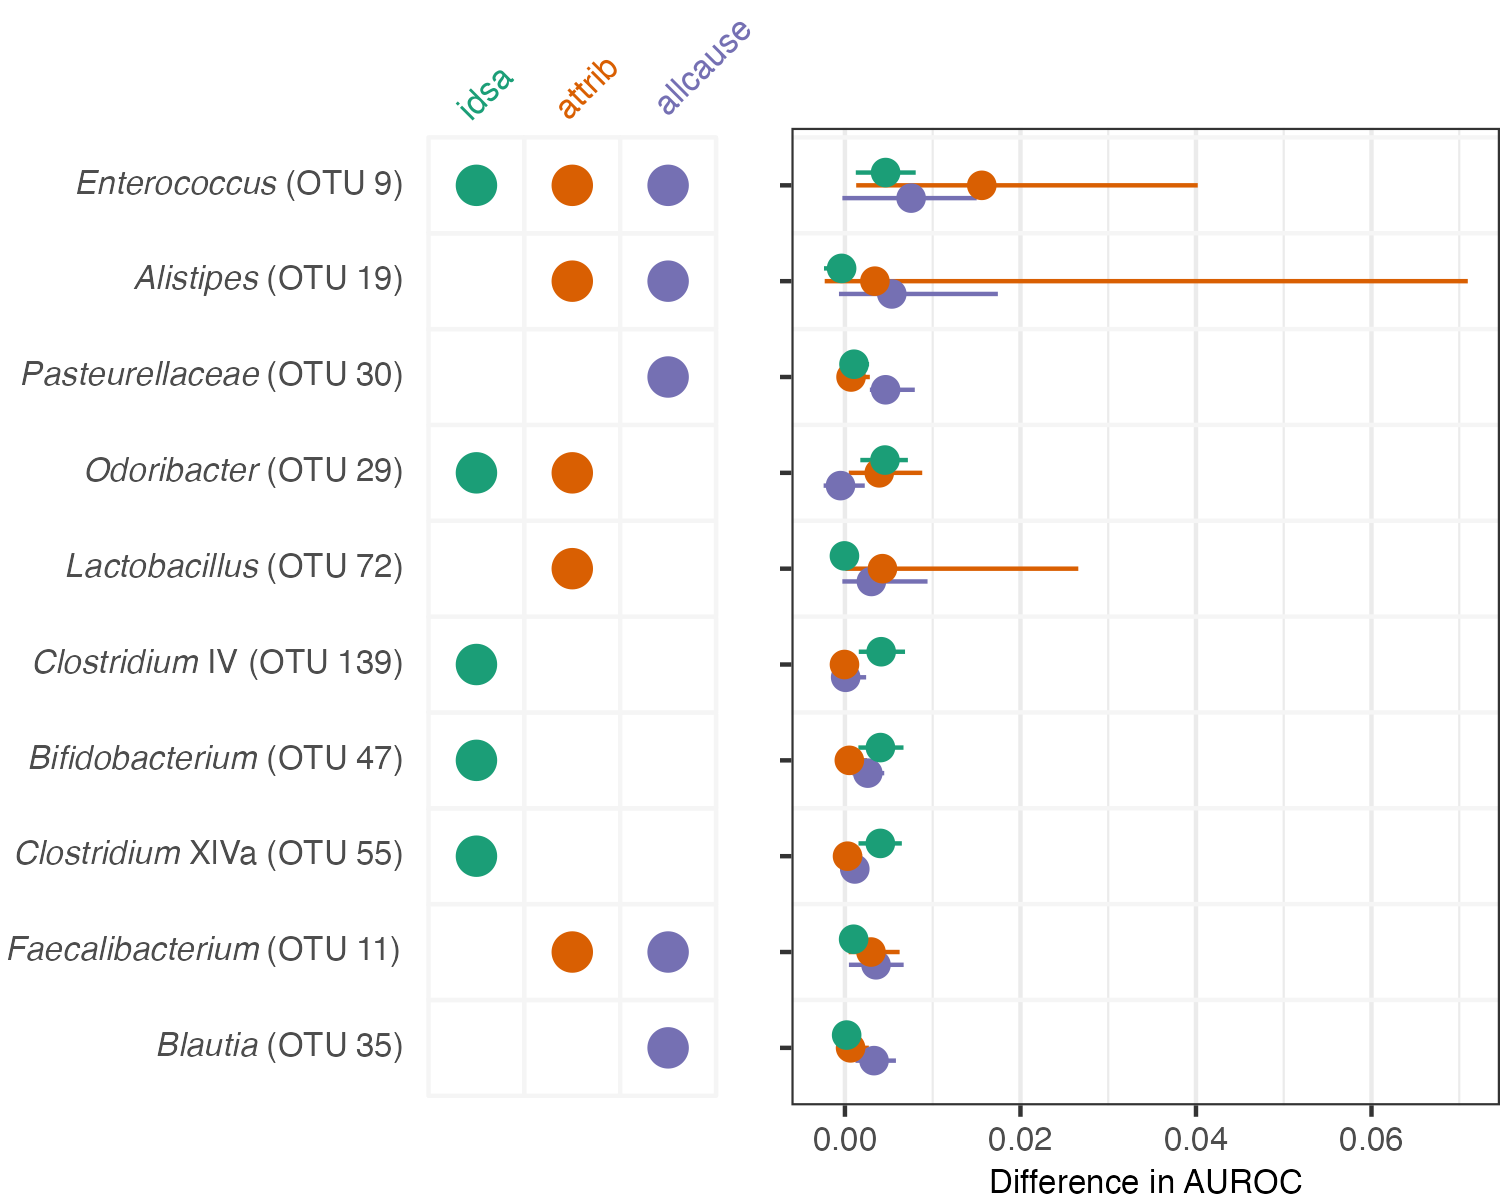 idsa
attrib
allcause
Enterococcus (OTU 9)
Alistipes (OTU 19)
Pasteurellaceae (OTU 30)
Odoribacter (OTU 29)
Lactobacillus (OTU 72)
Clostridium IV (OTU 139)
Bifidobacterium (OTU 47)
Clostridium XIVa (OTU 55)
Faecalibacterium (OTU 11)
Blautia (OTU 35)
0.00 0.02 0.04 0.06
Difference in AUROC